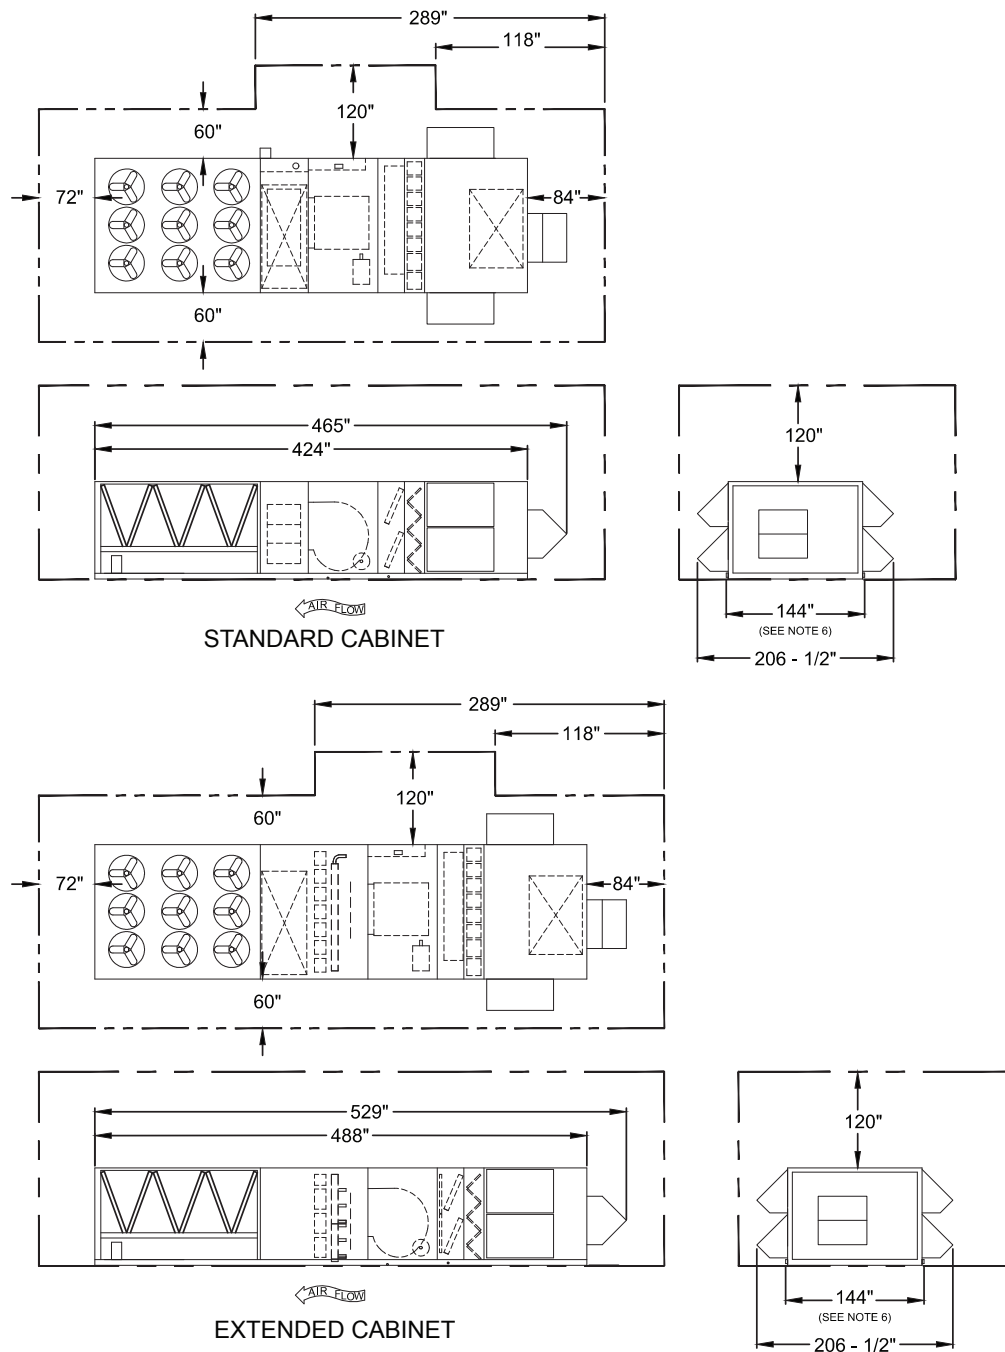 289"
118"
120"
60"
72"
84"
60"
465"
424"
120"
AIR FLOW
144"
(SEE NOTE 6)
STANDARD CABINET
206 - 1/2"
289"
118"
120"
60"
72"
84"
60"
529"
488"
120"
AIR FLOW
144"
(SEE NOTE 6)
EXTENDED CABINET
206 - 1/2"